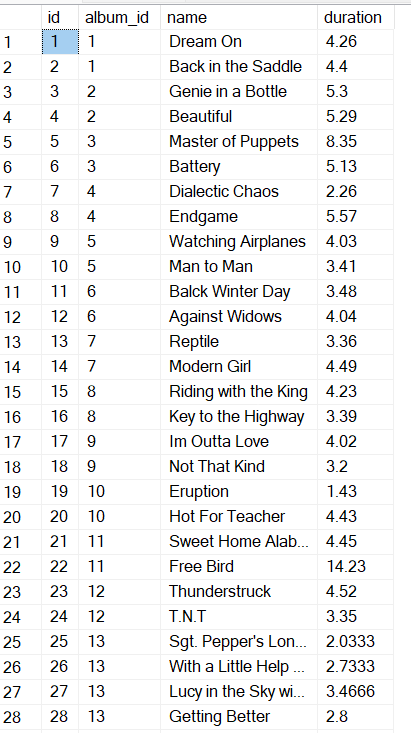 id album_id name duration
1 1 1 Dream On 4.26
2 2 1 Back in the Saddle 4.4
3 3 2 Genie in a Bottle 5.3
4 4 2 Beautiful 5.29
5 5 3 Master of Puppets 8.35
6 6 3 Battery 5.13
7 7 4 Dialectic Chaos 2.26
8 8 4 Endgame 5.57
9 9 5 Watching Airplanes 4.03
10 10 5 Man to Man 3.41
11 11 6 Balck Winter Day 3.48
12 12 6 Against Widows 4.04
13 13 7 Reptile 3.36
14 14 7 Modern Girl 4.49
15 15 8 Riding with the King 4.23
16 16 8 Key to the Highway 3.39
17 17 9 Im Outta Love 4.02
18 18 9 Not That Kind 3.2
19 19 10 Eruption 1.43
20 20 10 Hot For Teacher 4.43
21 21 11 Sweet Home Alab... 4.45
22 22 11 Free Bird 14.23
23 23 12 Thunderstruck 4.52
24 24 12 T.N.T 3.35
25 25 13 Sgt. Pepper's Lon... 2.0333
26 26 13 With a Little Help ... 2.7333
27 27 13 Lucy in the Sky wi... 3.4666
28 28 13 Getting Better 2.8